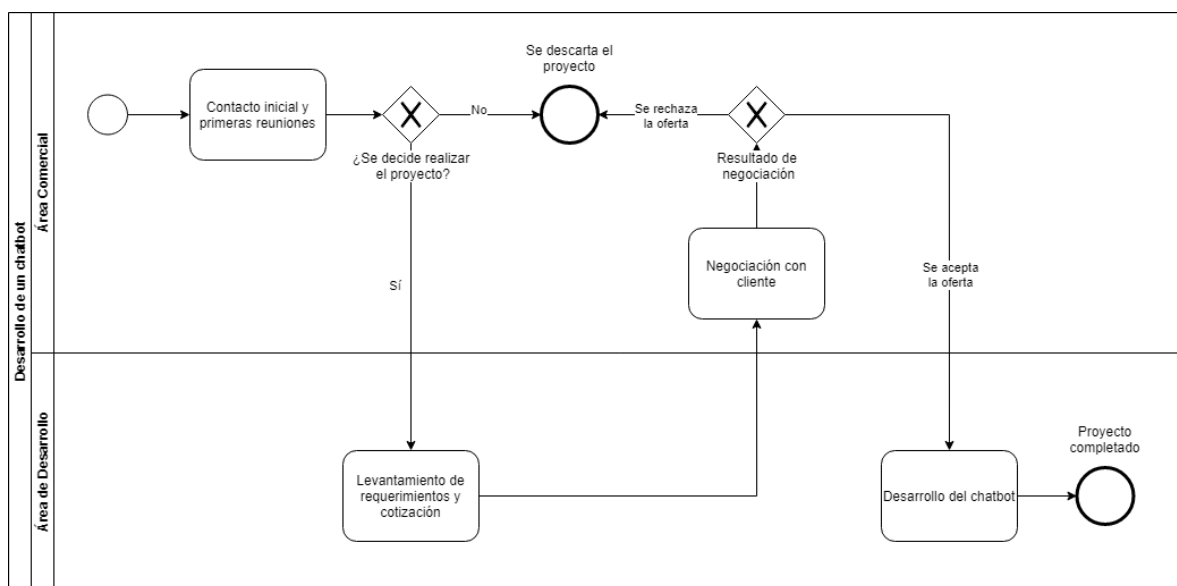 Desarrollo de un chatbot
Área Comercial
Contacto inicial y
primeras reuniones
¿Se decide realizar
el proyecto?
No
Se descarta el
proyecto
Se rechaza
la oferta
Resultado de
negociación
Negociación con
cliente
Se acepta
la oferta
Sí
Área de Desarrollo
Levantamiento de
requerimientos y
cotización
Desarrollo del chatbot
Proyecto
completado